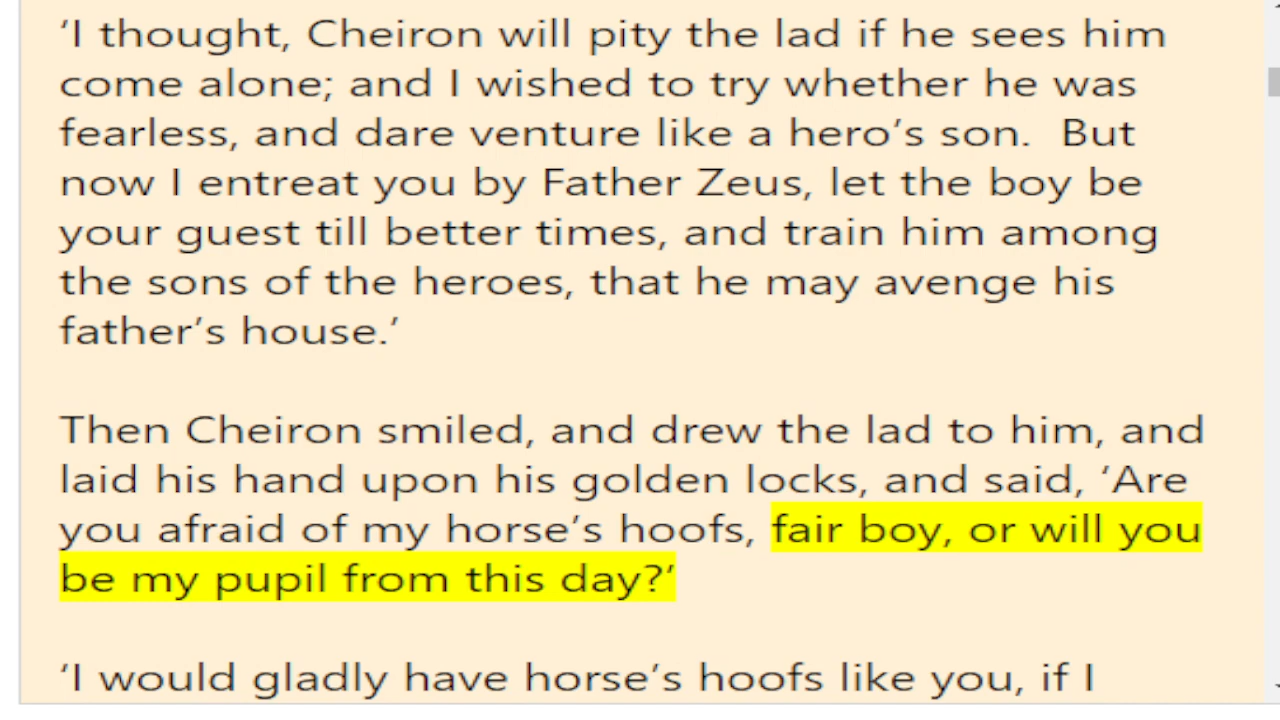 ‘I thought, Cheiron will pity the lad if he sees him
come alone; and I wished to try whether he was
fearless, and dare venture like a hero’s son.  But
now I entreat you by Father Zeus, let the boy be
your guest till better times, and train him among
the sons of the heroes, that he may avenge his
father’s house.’
Then Cheiron smiled, and drew the lad to him, and
laid his hand upon his golden locks, and said, ‘Are
you afraid of my horse’s hoofs, fair boy, or will you
be my pupil from this day?’
‘I would gladly have horse’s hoofs like you, if I